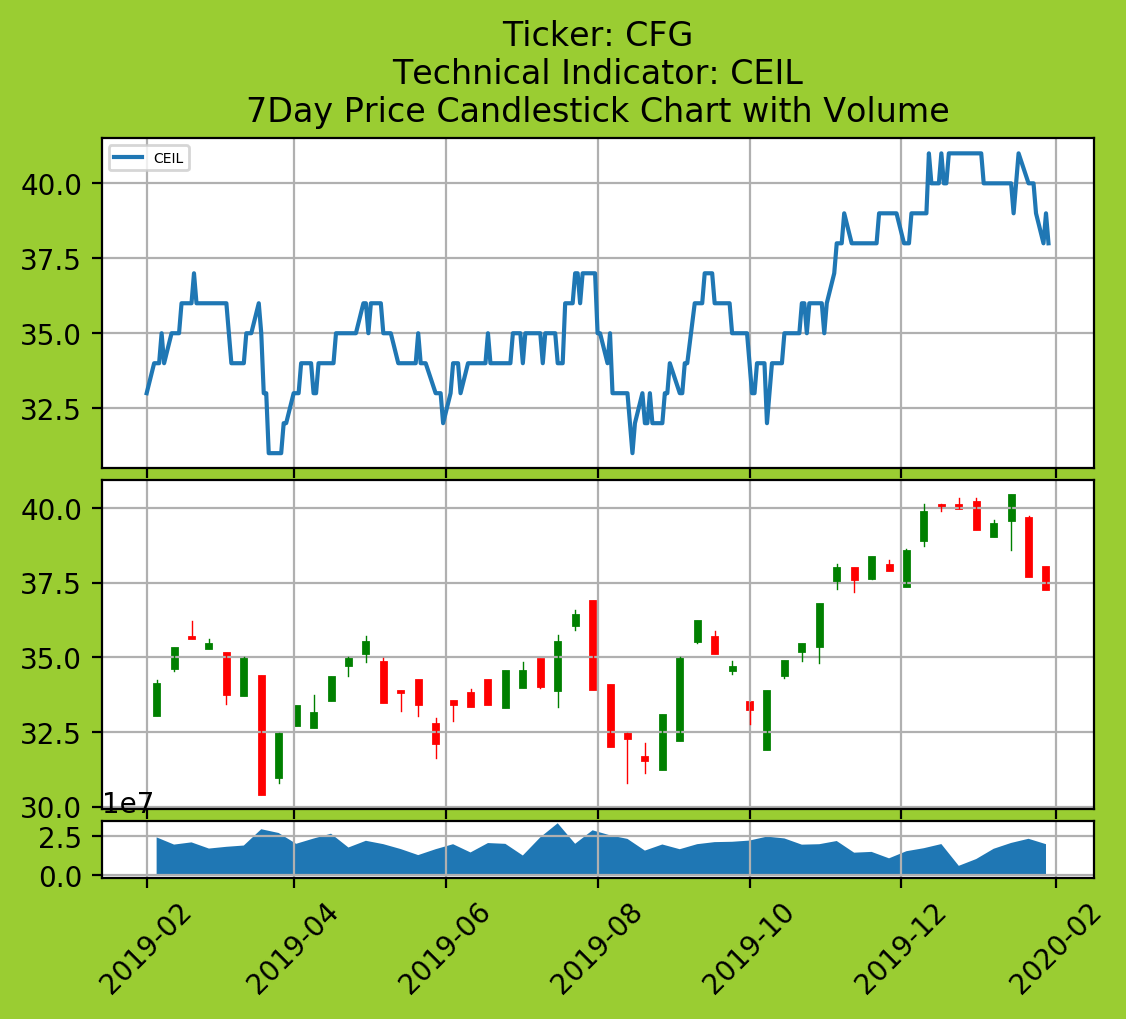 Ticker: CFG
Technical Indicator: CEIL
7Day Price Candlestick Chart with Volume
CEIL
40.0
37.5
35.0
32.5
40.0
37.5
35.0
32.5
30.0
1e7
2.5
0.0
2019-02 2019-04 2019-06 2019-08 2019-10 2019-12 2020-02